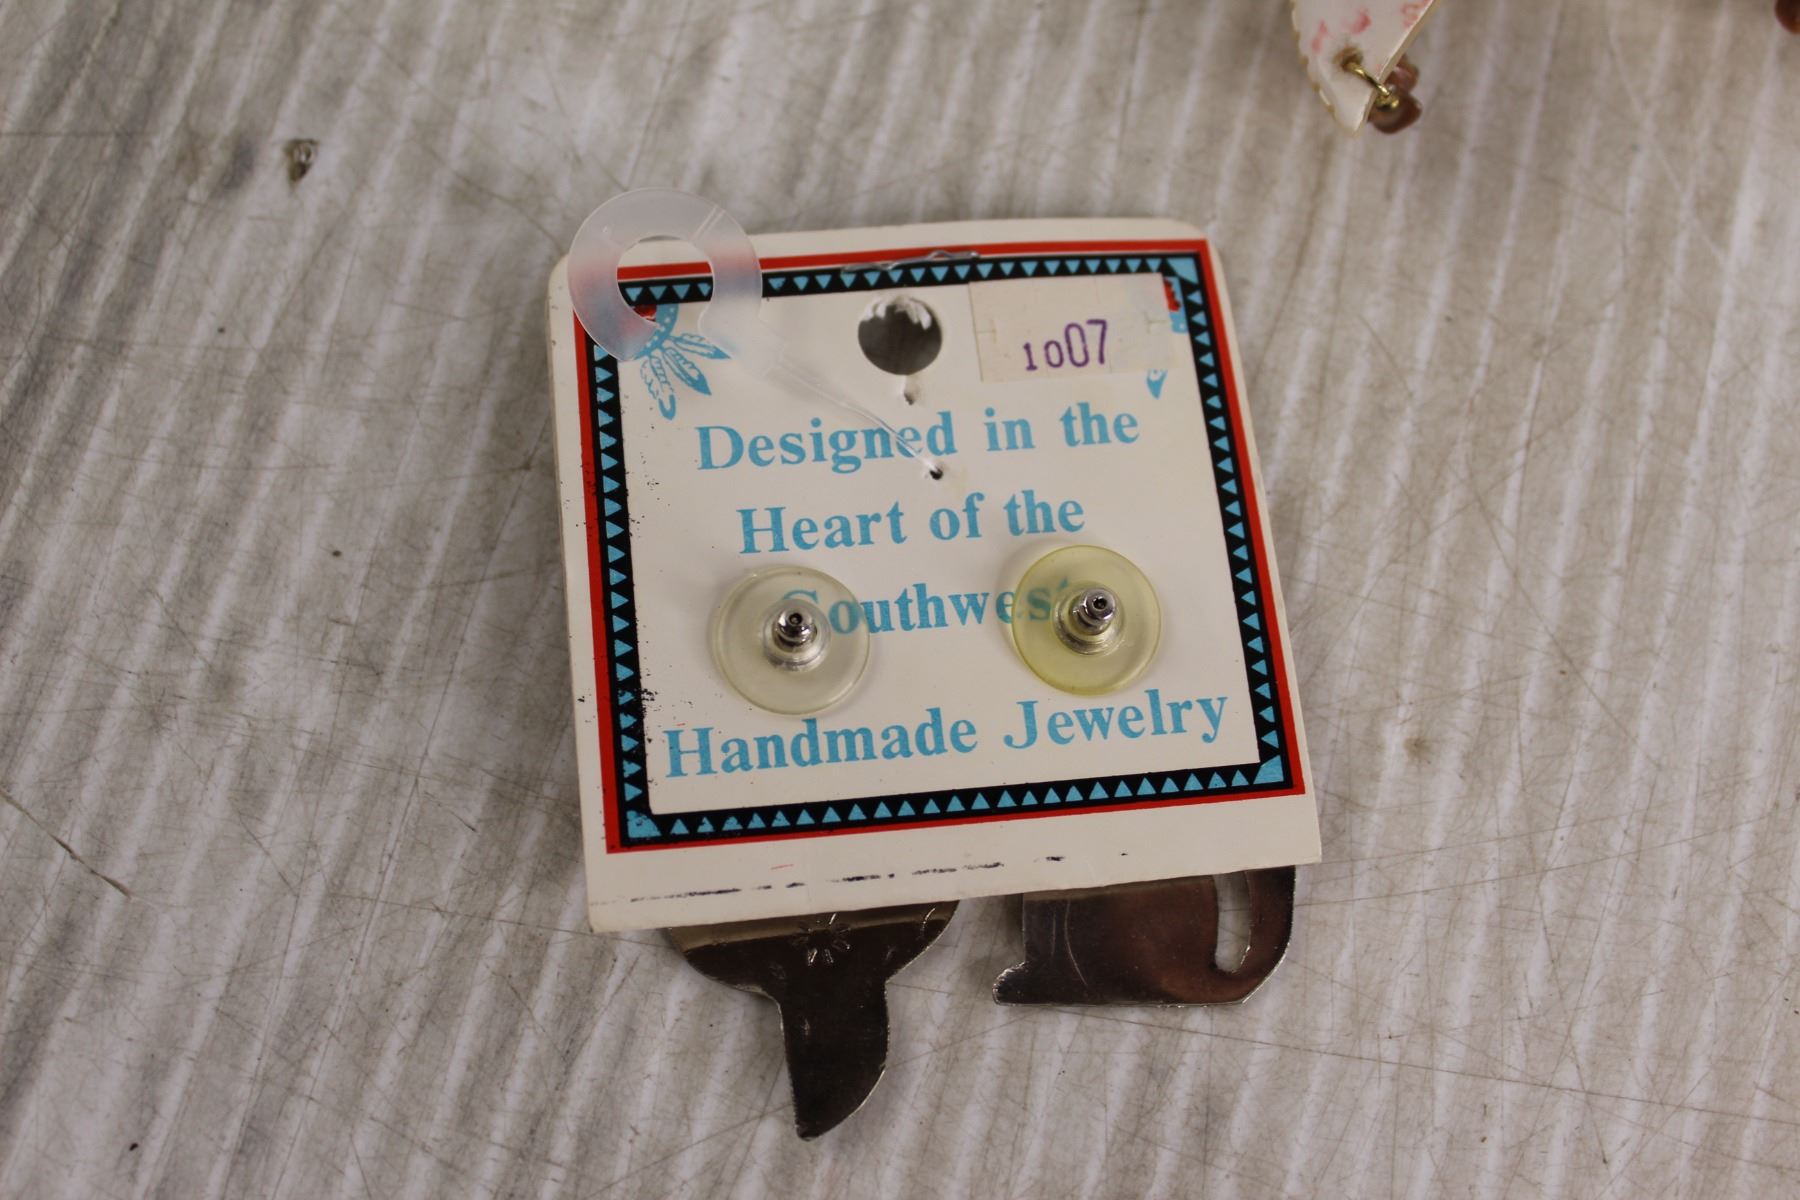 1007
Designed in the
Heart of the
Southwest
Handmade Jewelry